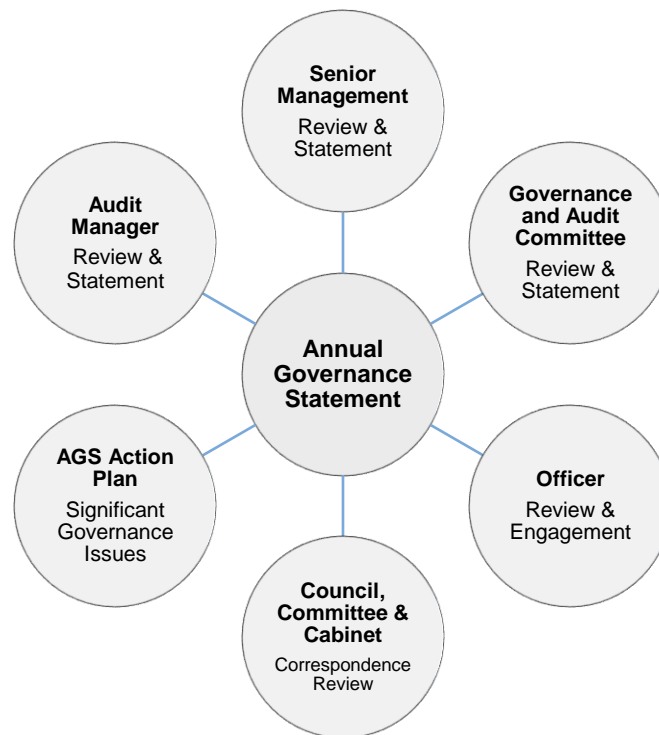 Senior
Management
Review &
Statement
Governance
and Audit
Committee
Review &
Statement
Officer
Review &
Engagement
Council,
Committee &
Cabinet
Correspondence
Review
AGS Action
Plan
Significant
Governance
Issues
Audit
Manager
Review &
Statement
Annual
Governance
Statement